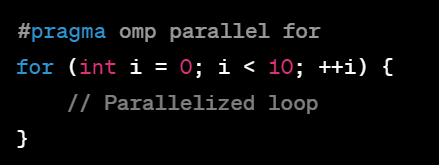 #pragma omp parallel for
for (int i = 0; i < 10; ++i) {
    // Parallelized loop
}